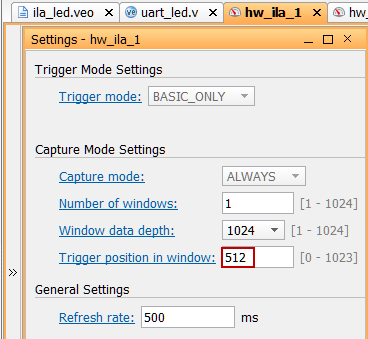 ila_led.veo uart_led.v hw_ila_1 hw_
Settings - hw_ila_1
Trigger Mode Settings
Trigger mode: BASIC_ONLY
Capture Mode Settings
Capture mode: ALWAYS
Number of windows: 1 [1 - 1024]
Window data depth: 1024 [1 - 1024]
Trigger position in window: 512 [0 - 1023]
»
General Settings
Refresh rate: 500 ms